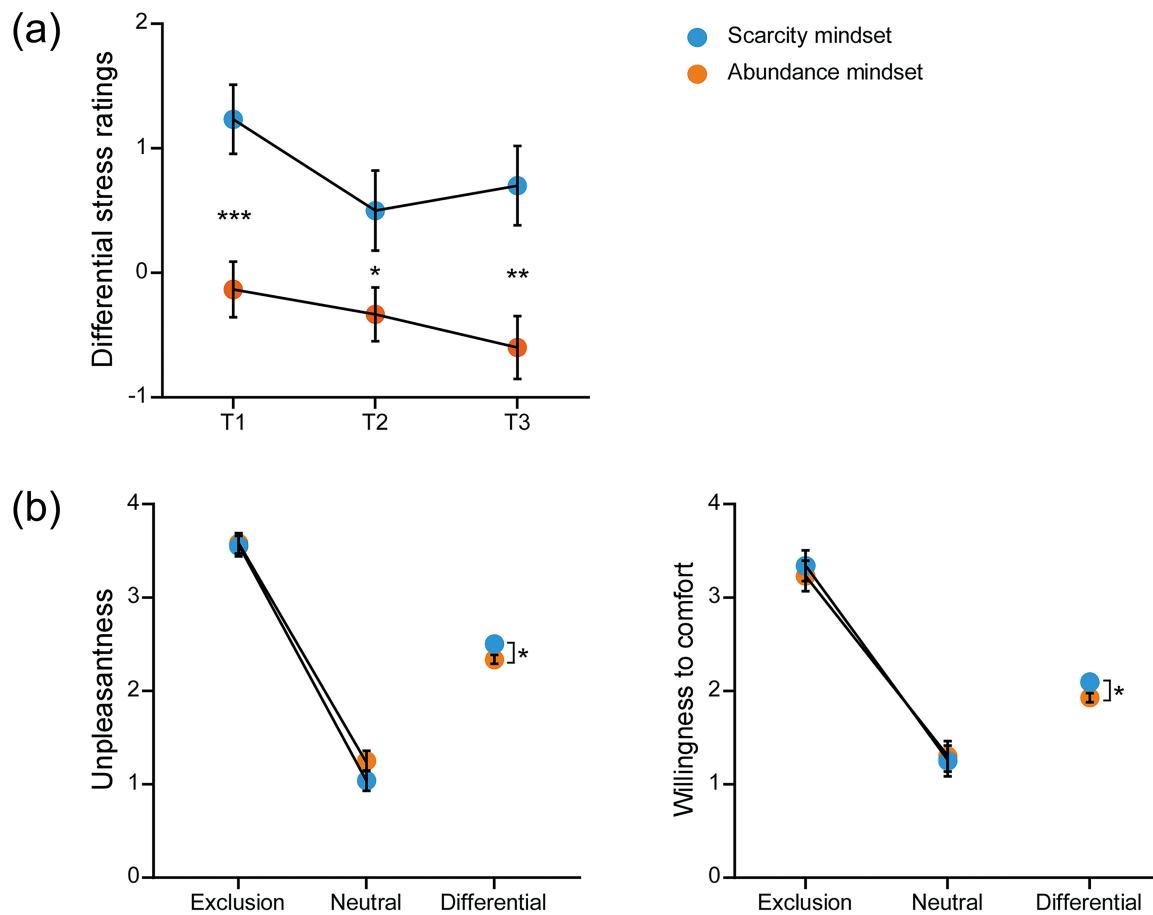 (a)
Scarcity mindset
Abundance mindset
Differential stress ratings
2
1
0
-1
***
*
**
T1 T2 T3
(b)
Unpleasantness
4
3
2
1
0
*
Exclusion Neutral Differential
Willingness to comfort
4
3
2
1
0
*
Exclusion Neutral Differential